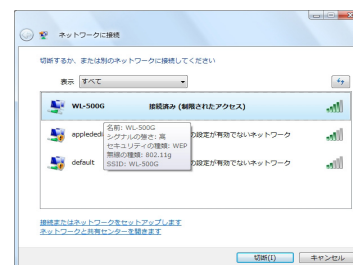 ネットワークに接続
切断するか、または別のネットワークに接続してください
表示 すべて
WL-500G 接続済み (制限されたアクセス)
名前: WL-500G
シグナルの強さ: 高
セキュリティの種類: WEP
無線の種類: 802.11g
SSID: WL-500G
appleded の設定が有効でないネットワーク
default の設定が有効でないネットワーク
接続またはネットワークをセットアップします
ネットワークと共有センターを開きます
切断(I) キャンセル